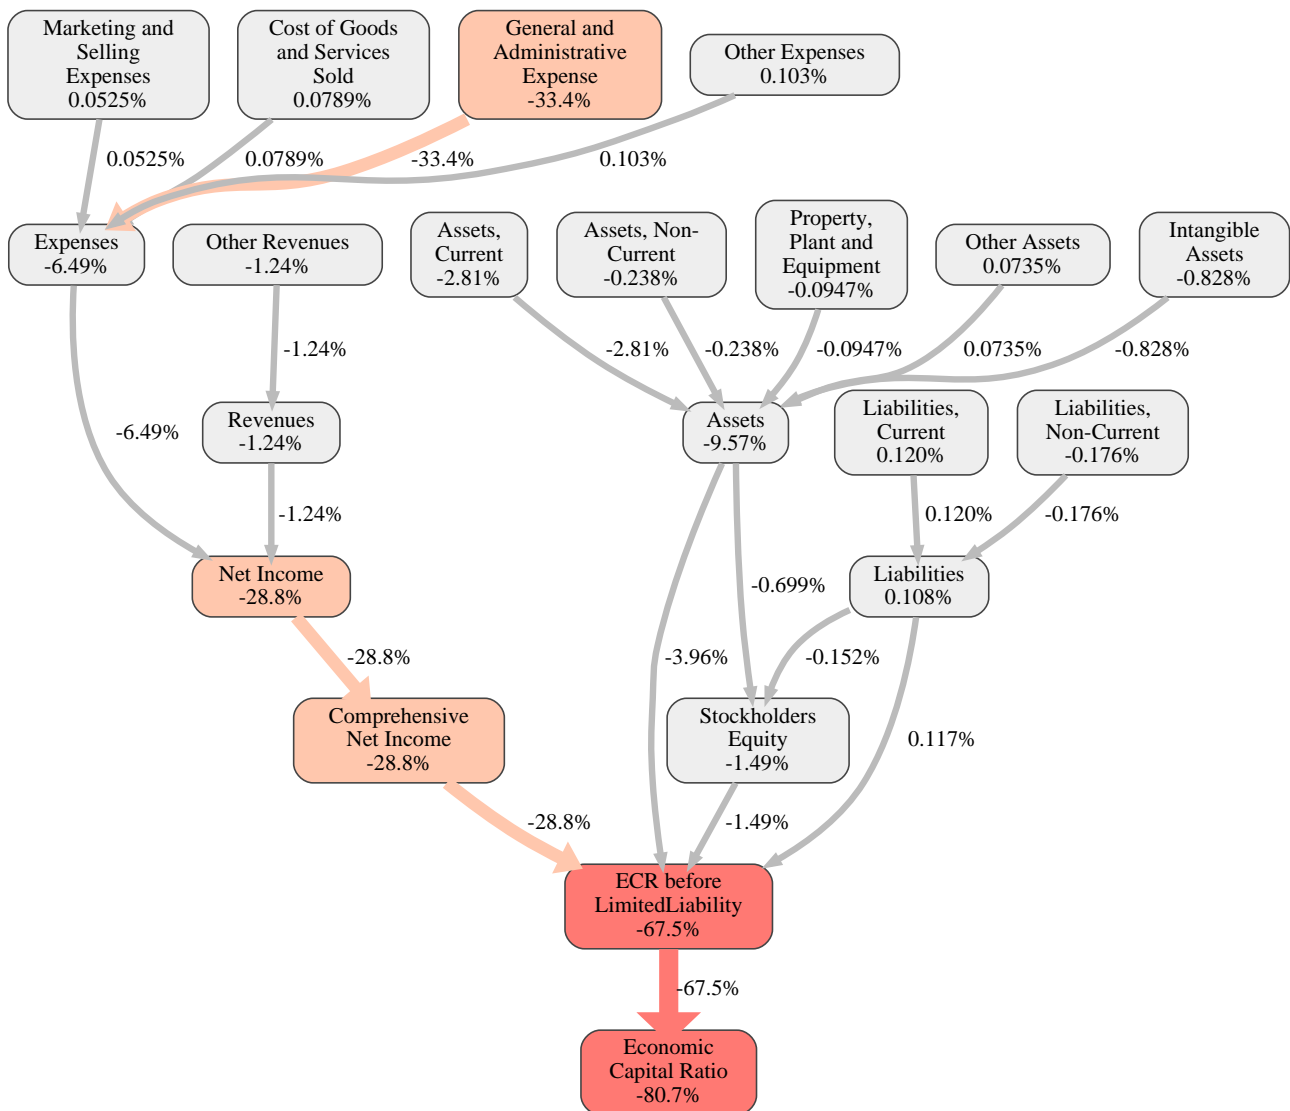 Marketing and
Selling
Expenses
0.0525%
Cost of Goods
and Services
Sold
0.0789%
General and
Administrative
Expense
-33.4%
Other Expenses
0.103%
0.0525%
0.0789%
-33.4%
0.103%
Expenses
-6.49%
Other Revenues
-1.24%
Assets,
Current
-2.81%
Assets, Non-
Current
-0.238%
Property,
Plant and
Equipment
-0.0947%
Other Assets
0.0735%
Intangible
Assets
-0.828%
-1.24%
-2.81%
-0.238%
-0.0947%
0.0735%
-0.828%
-6.49%
Revenues
-1.24%
Assets
-9.57%
Liabilities,
Current
0.120%
Liabilities,
Non-Current
-0.176%
-1.24%
0.120%
-0.176%
Net Income
-28.8%
-0.699%
Liabilities
0.108%
-28.8%
-3.96%
-0.152%
Comprehensive
Net Income
-28.8%
Stockholders
Equity
-1.49%
0.117%
-28.8%
-1.49%
ECR before
LimitedLiability
-67.5%
-67.5%
Economic
Capital Ratio
-80.7%